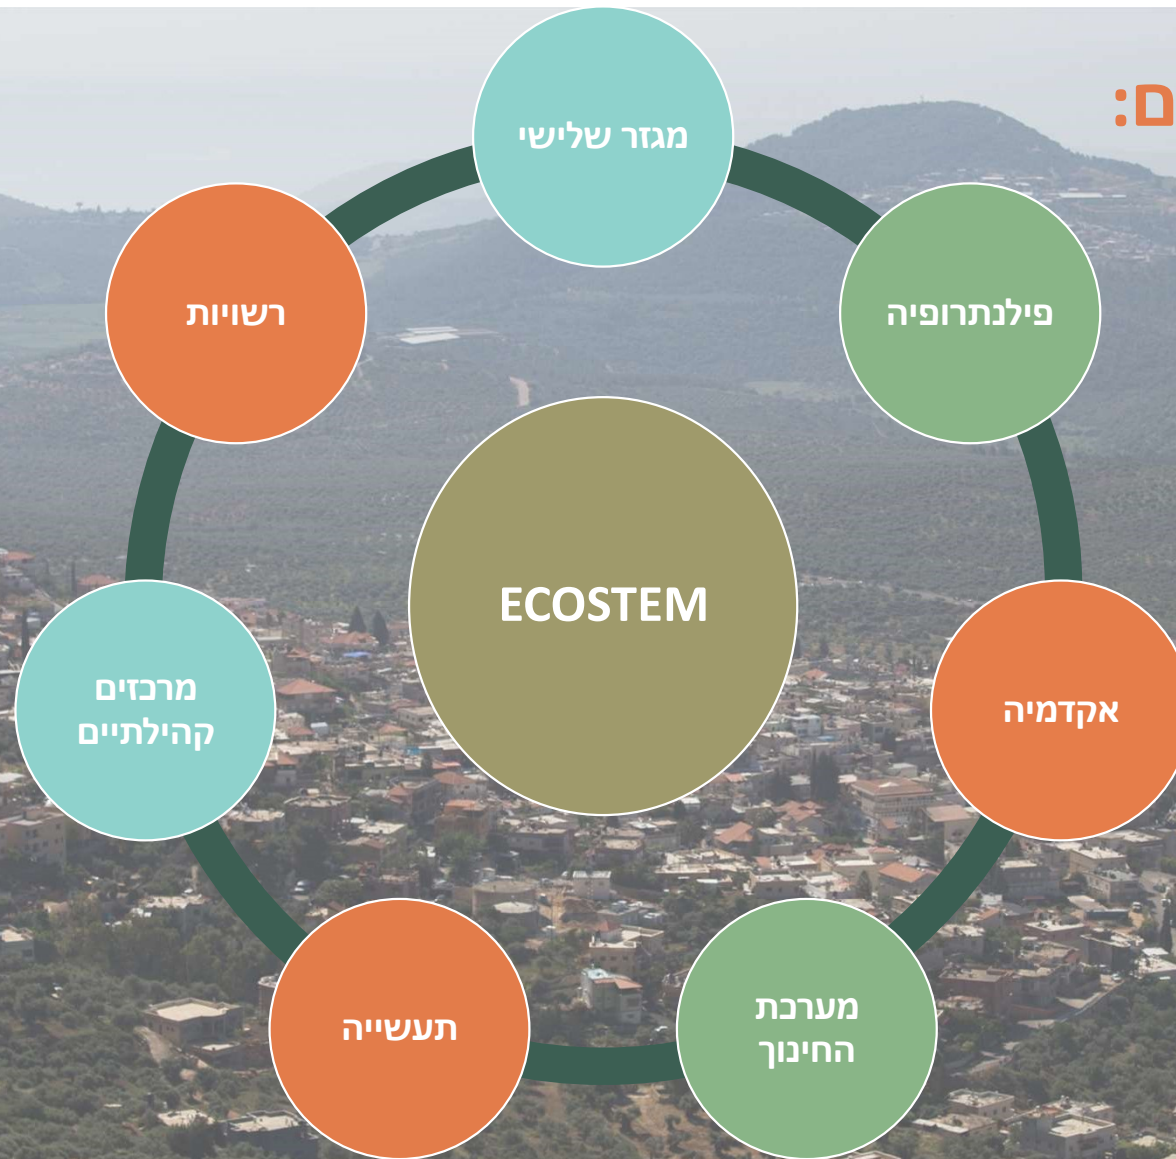 מגזר שלישי
פילנתרופיה
אקדמיה
מערכת
החינוך
תעשייה
מרכזים
קהילתיים
רשויות
ECOSTEM